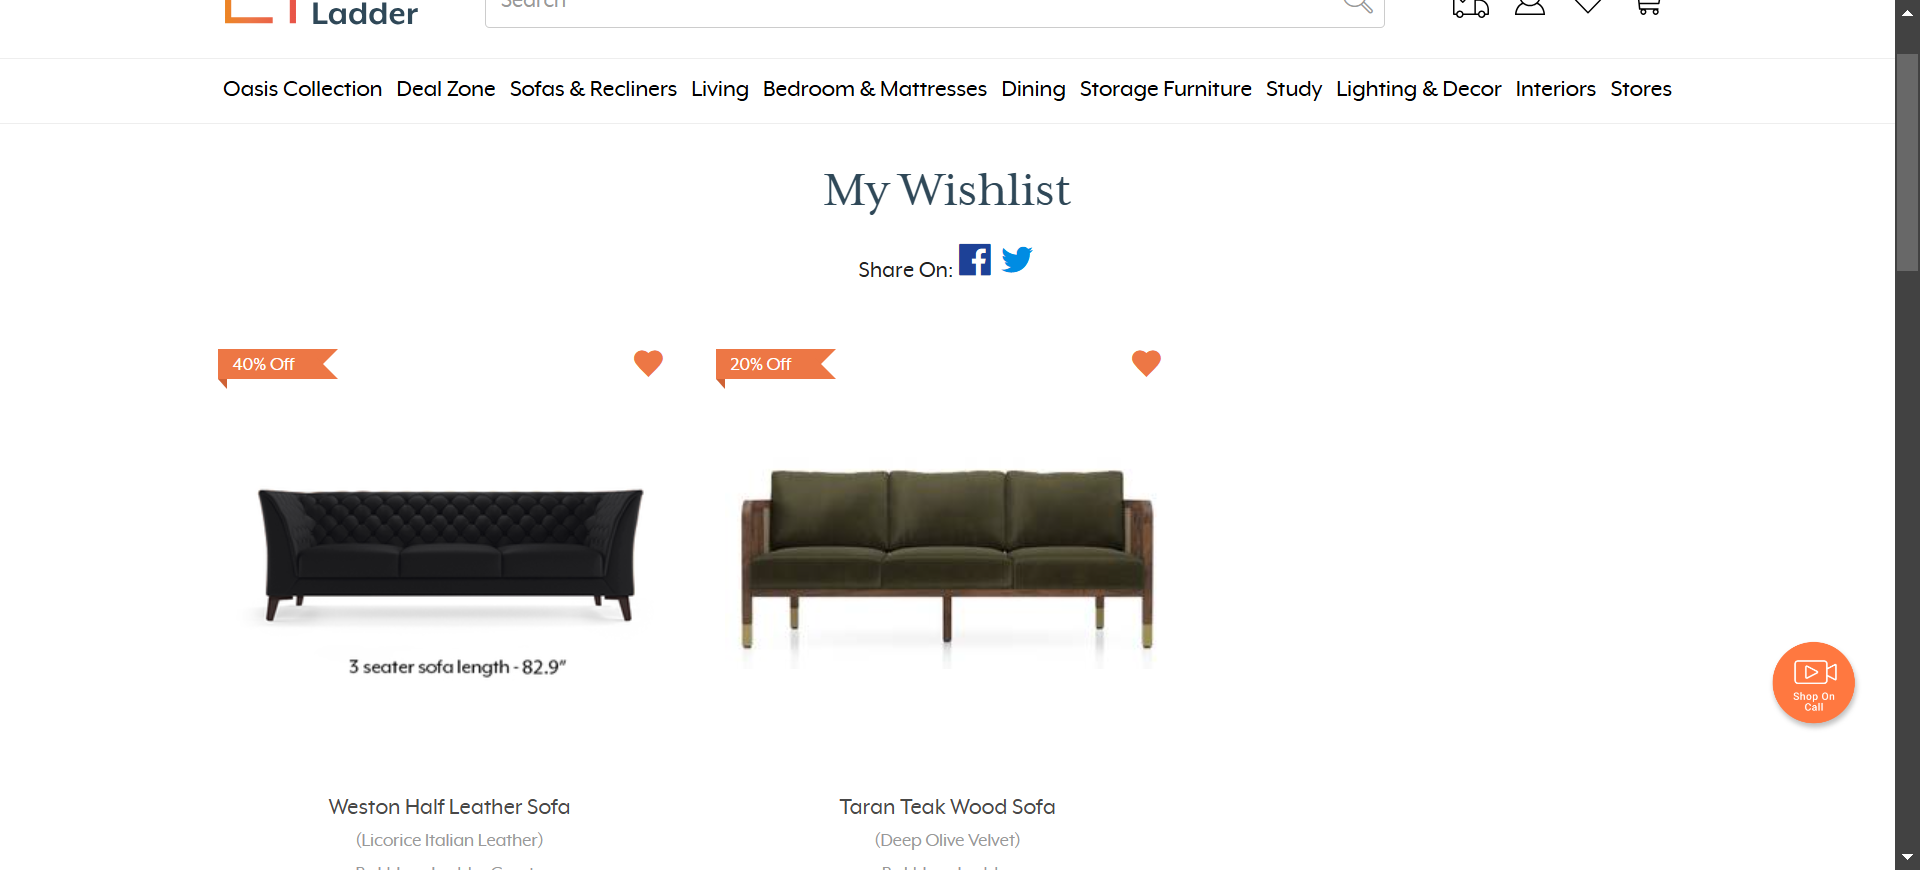 Ladder
Search
Oasis Collection Deal Zone Sofas & Recliners Living Bedroom & Mattresses Dining Storage Furniture Study Lighting & Decor Interiors Stores
My Wishlist
Share On:
40% Off
20% Off
3 seater sofa length - 82.9"
Shop On
Call
Weston Half Leather Sofa
Taran Teak Wood Sofa
(Licorice Italian Leather)
(Deep Olive Velvet)